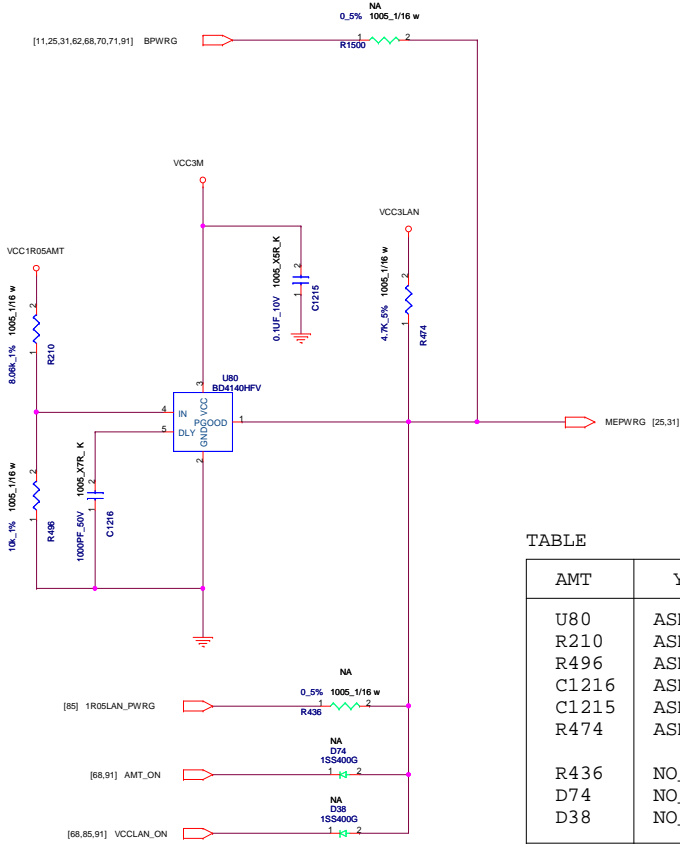 NA
0_5% 1005_1/16 w
[11,25,31,62,68,70,71,91] BPWRG
1 2
R1500
VCC3M
VCC3LAN
VCC1R05AMT
0.1UF_10V 1005_X5R_K
2
1
C1215
4.7K_5% 1005_1/16 w
2
1
R474
8.06k_1% 1005_1/16 w
2
1
R210
U80
BD4140HFV
3
VCC
4 IN
PGOOD 1
5 DLY
GND
2
MEPWRG [25,31]
10k_1% 1005_1/16 w
2
1
R496
1000PF_50V 1005_X7R_K
2
1
C1216
TABLE
AMT
U80
R210
R496
C1216
C1215
R474
R436
D74
D38
NA
0_5% 1005_1/16 w
[85] 1R05LAN_PWRG
1 2
R436
NA
D74
1SS400G
[68,91] AMT_ON
1 2
NA
D38
1SS400G
[68,85,91] VCCLAN_ON
1 2